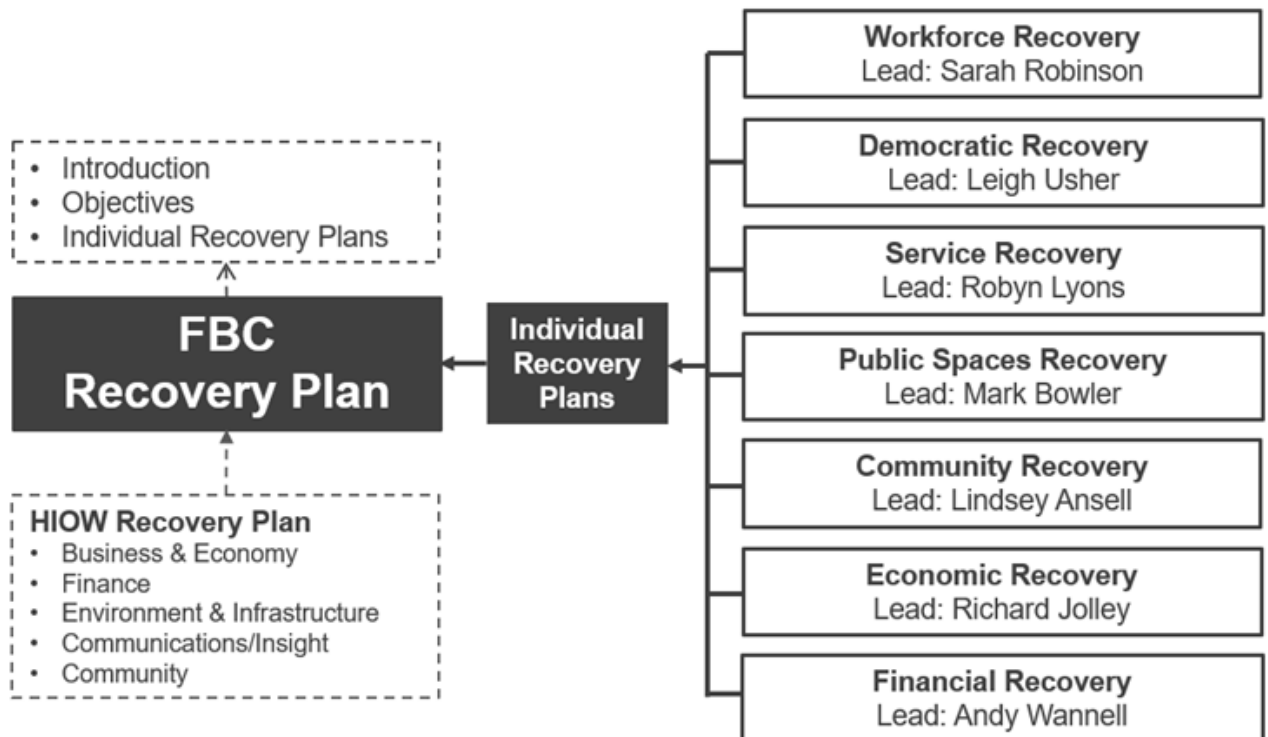 • Introduction
• Objectives
• Individual Recovery Plans
FBC
Recovery Plan
HIOW Recovery Plan
• Business & Economy
• Finance
• Environment & Infrastructure
• Communications/Insight
• Community
Individual
Recovery
Plans
Workforce Recovery
Lead: Sarah Robinson
Democratic Recovery
Lead: Leigh Usher
Service Recovery
Lead: Robyn Lyons
Public Spaces Recovery
Lead: Mark Bowler
Community Recovery
Lead: Lindsey Ansell
Economic Recovery
Lead: Richard Jolley
Financial Recovery
Lead: Andy Wannell